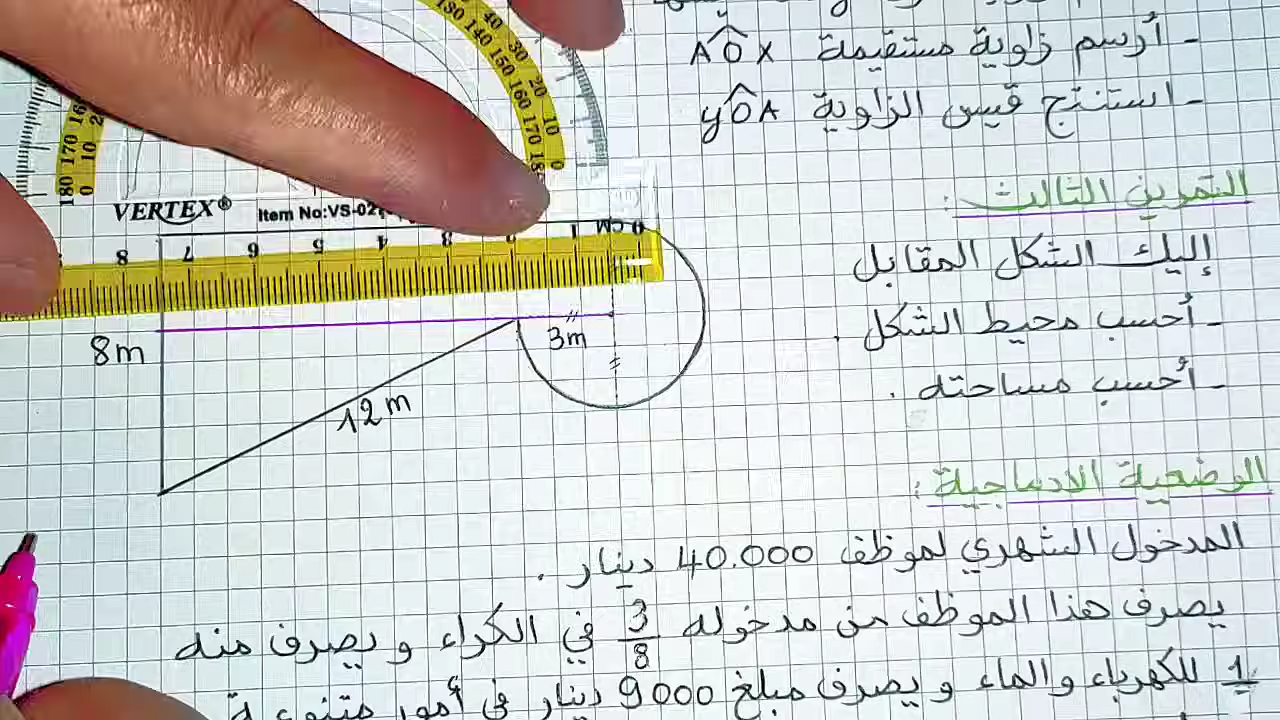 - أرسم زاوية مستقيمة AÔX
- استنتج قيس الزاوية yÔA
التمرين الثالث :
إليك الشكل المقابل
- أحسب محيط الشكل .
- أحسب مساحته .
VERTEX® Item No:VS-02
8m
3m
12m
الوضعية الادماجية :
المدخول الشهري لموظف 40.000 دينار .
يصرف هذا الموظف من مدخوله 3/8 في الكراء و يصرف منه
للكهرباء والماء و يصرف مبلغ 9000 دينار في أمور متنوعة